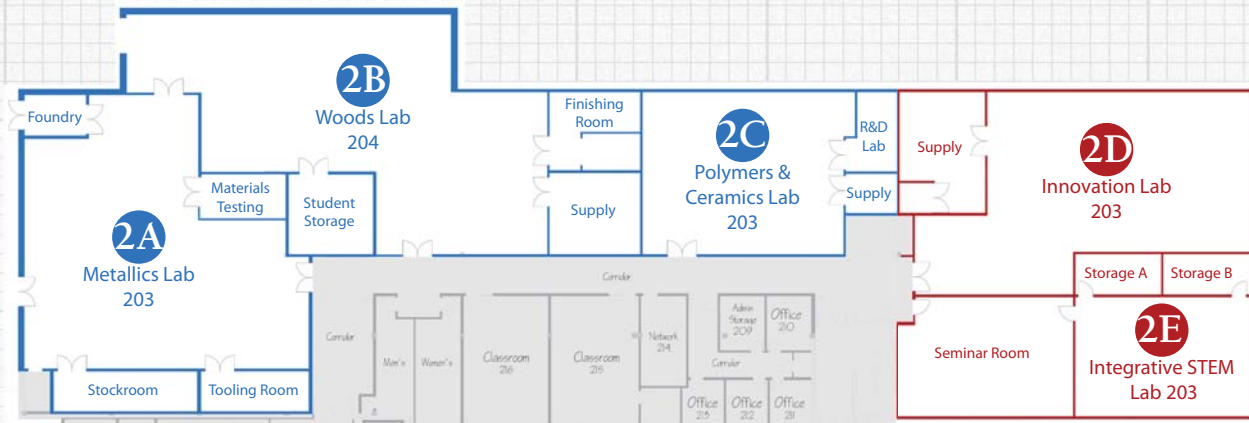 2B
Woods Lab
204
Foundry
Finishing
Room
2C
Polymers &
Ceramics Lab
203
R&D
Lab
Supply
2D
Innovation Lab
203
Materials
Testing
Student
Storage
Supply
Supply
2A
Metallics Lab
203
Storage A
Storage B
Corridor
Corridor
Men's
Women's
Classroom
216
Classroom
215
Network
214
Admin
Storage
209
Office
210
Corridor
Office
213
Office
212
Office
211
Seminar Room
2E
Integrative STEM
Lab 203
Stockroom
Tooling Room